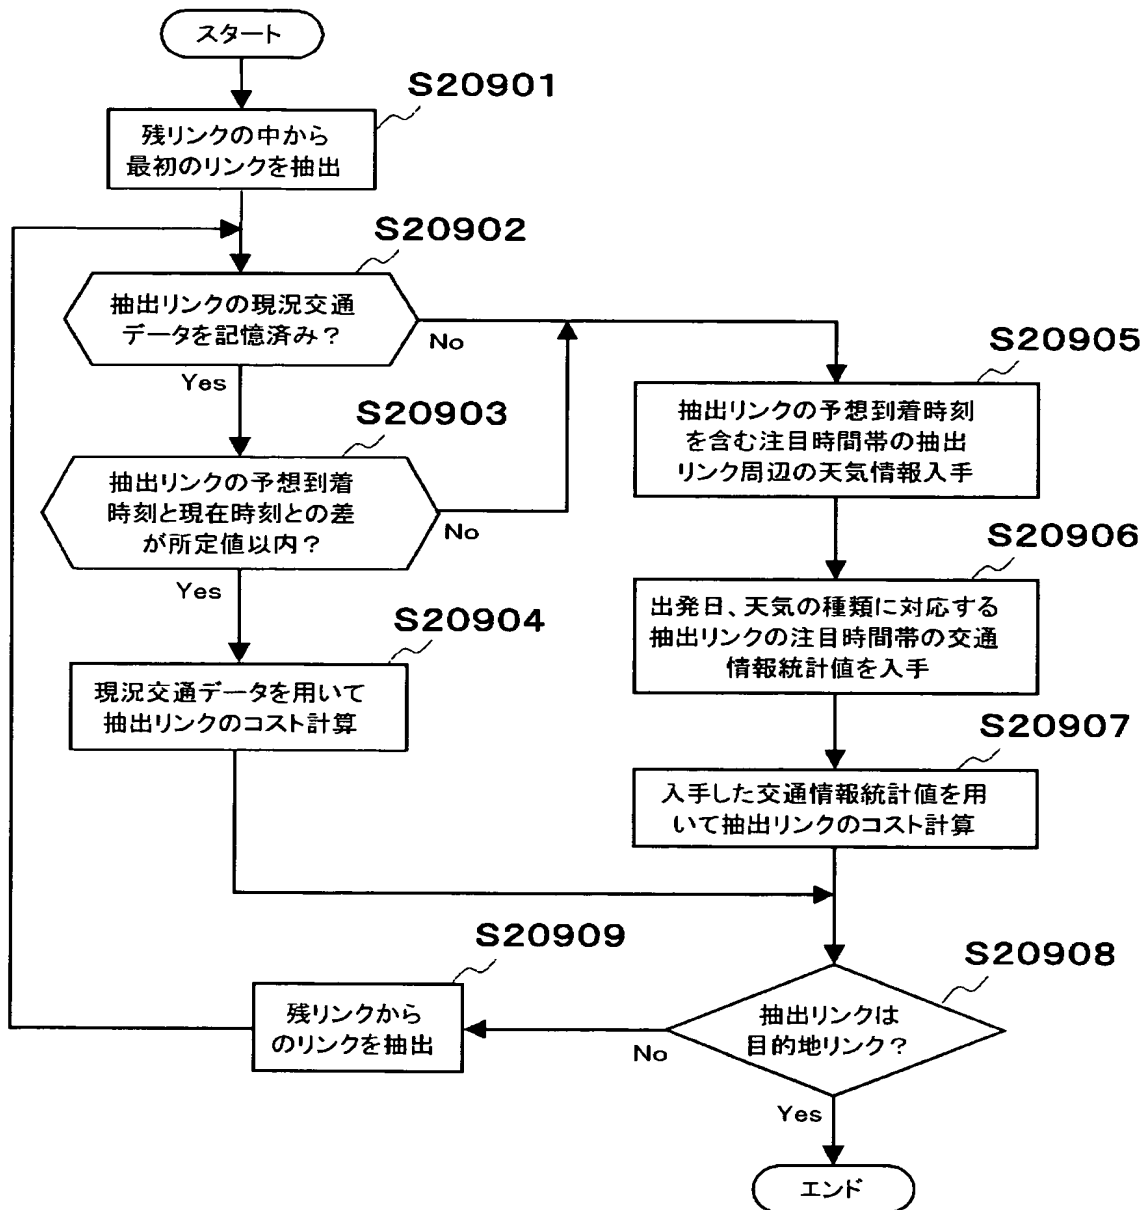 スタート
S20901
残リンクの中から
最初のリンクを抽出
S20902
抽出リンクの現況交通
データを記憶済み？
No
Yes
S20903
抽出リンクの予想到着
時刻と現在時刻との差
が所定値以内？
No
Yes
S20904
現況交通データを用いて
抽出リンクのコスト計算
S20905
抽出リンクの予想到着時刻
を含む注目時間帯の抽出
リンク周辺の天気情報入手
S20906
出発日、天気の種類に対応する
抽出リンクの注目時間帯の交通
情報統計値を入手
S20907
入手した交通情報統計値を用
いて抽出リンクのコスト計算
S20908
抽出リンクは
目的地リンク？
No
Yes
S20909
残リンクから
のリンクを抽出
エンド